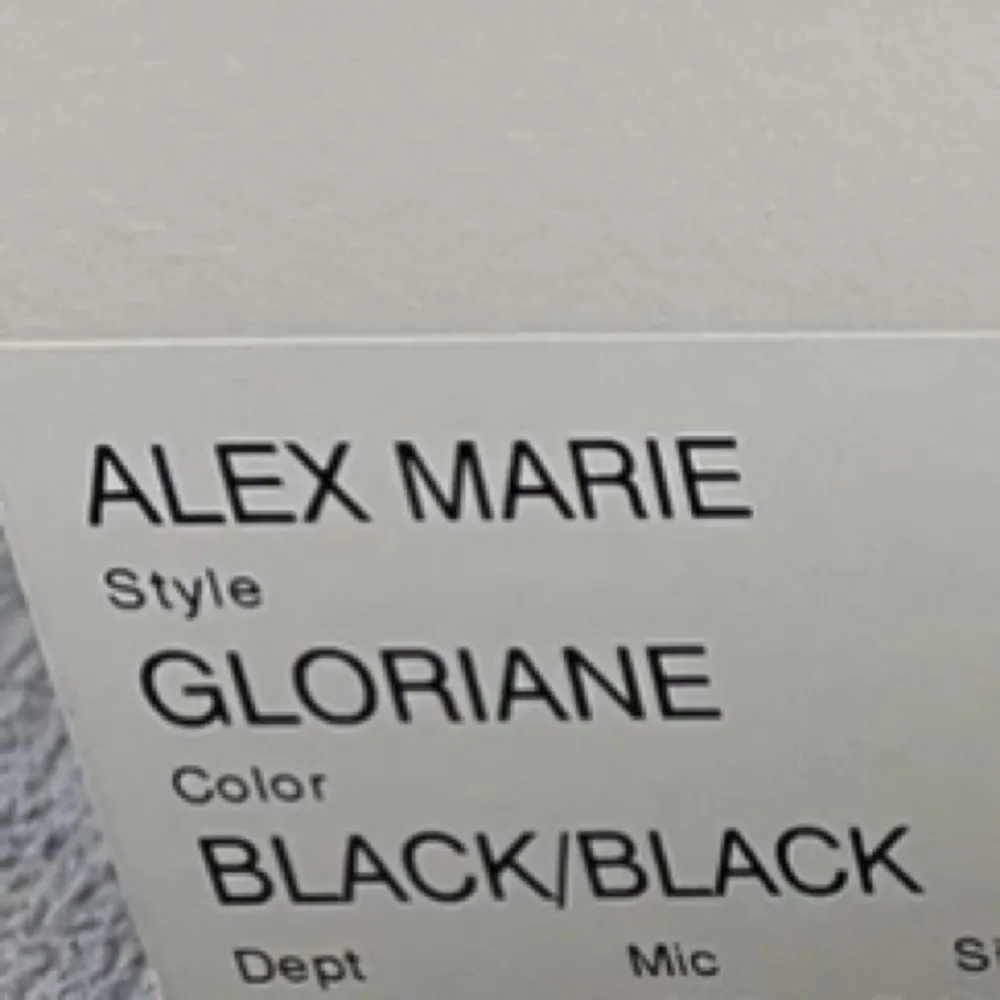 ALEX MARIE
Style
GLORIANE
Color
BLACK/BLACK
Dept Mic